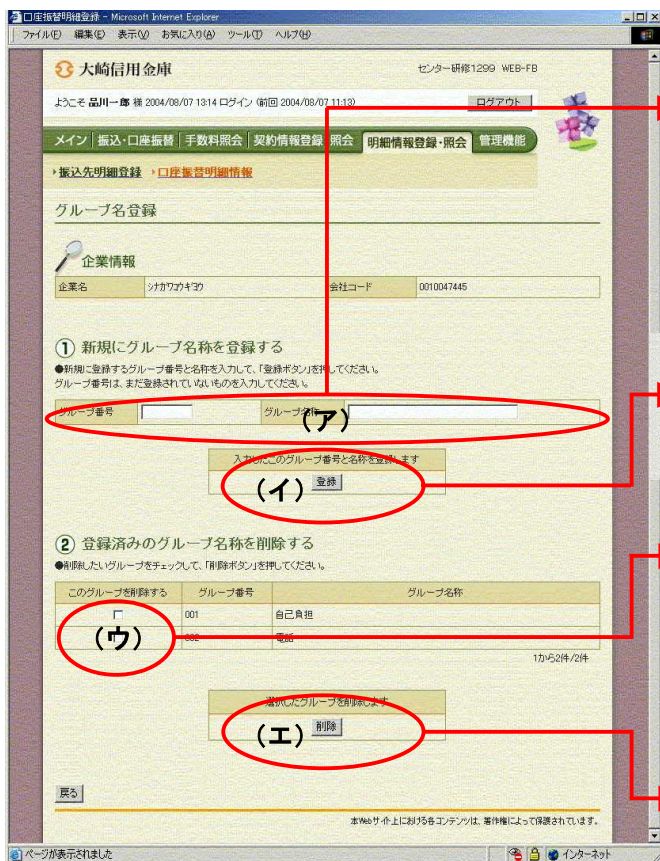 口座振替明細登録 - Microsoft Internet Explorer
ファイル(F) 編集(E) 表示(V) お気に入り(A) ツール(T) ヘルプ(H)
大崎信用金庫 センター研修1299 WEB-FB
ようこそ 品川一郎 様 2004/08/07 13:14 ログイン (前回 2004/08/07 11:13) ログアウト
メイン 振込・口座振替 手数料照会 契約情報登録・照会 明細情報登録・照会 管理機能
振込先明細登録 口座振替明細情報
グループ名登録
企業情報
企業名 シナガワコウギヨウ 会社コード 0010047445
① 新規にグループ名称を登録する
●新規に登録するグループ番号と名称を入力して、「登録ボタン」を押してください。
グループ番号は、まだ登録されていないものを入力してください。
グループ番号 グループ名称
(ア)
入力したこのグループ番号と名称を登録します
(イ) 登録
② 登録済みのグループ名称を削除する
●削除したいグループをチェックして、「削除ボタン」を押してください。
このグループを削除する グループ番号 グループ名称
001 自己負担
(ウ) 002 電話
1から2件/2件
選択したグループを削除します
(エ) 削除
戻る
本Webサイト上における各コンテンツは、著作権によって保護されています。
ページが表示されました インターネット